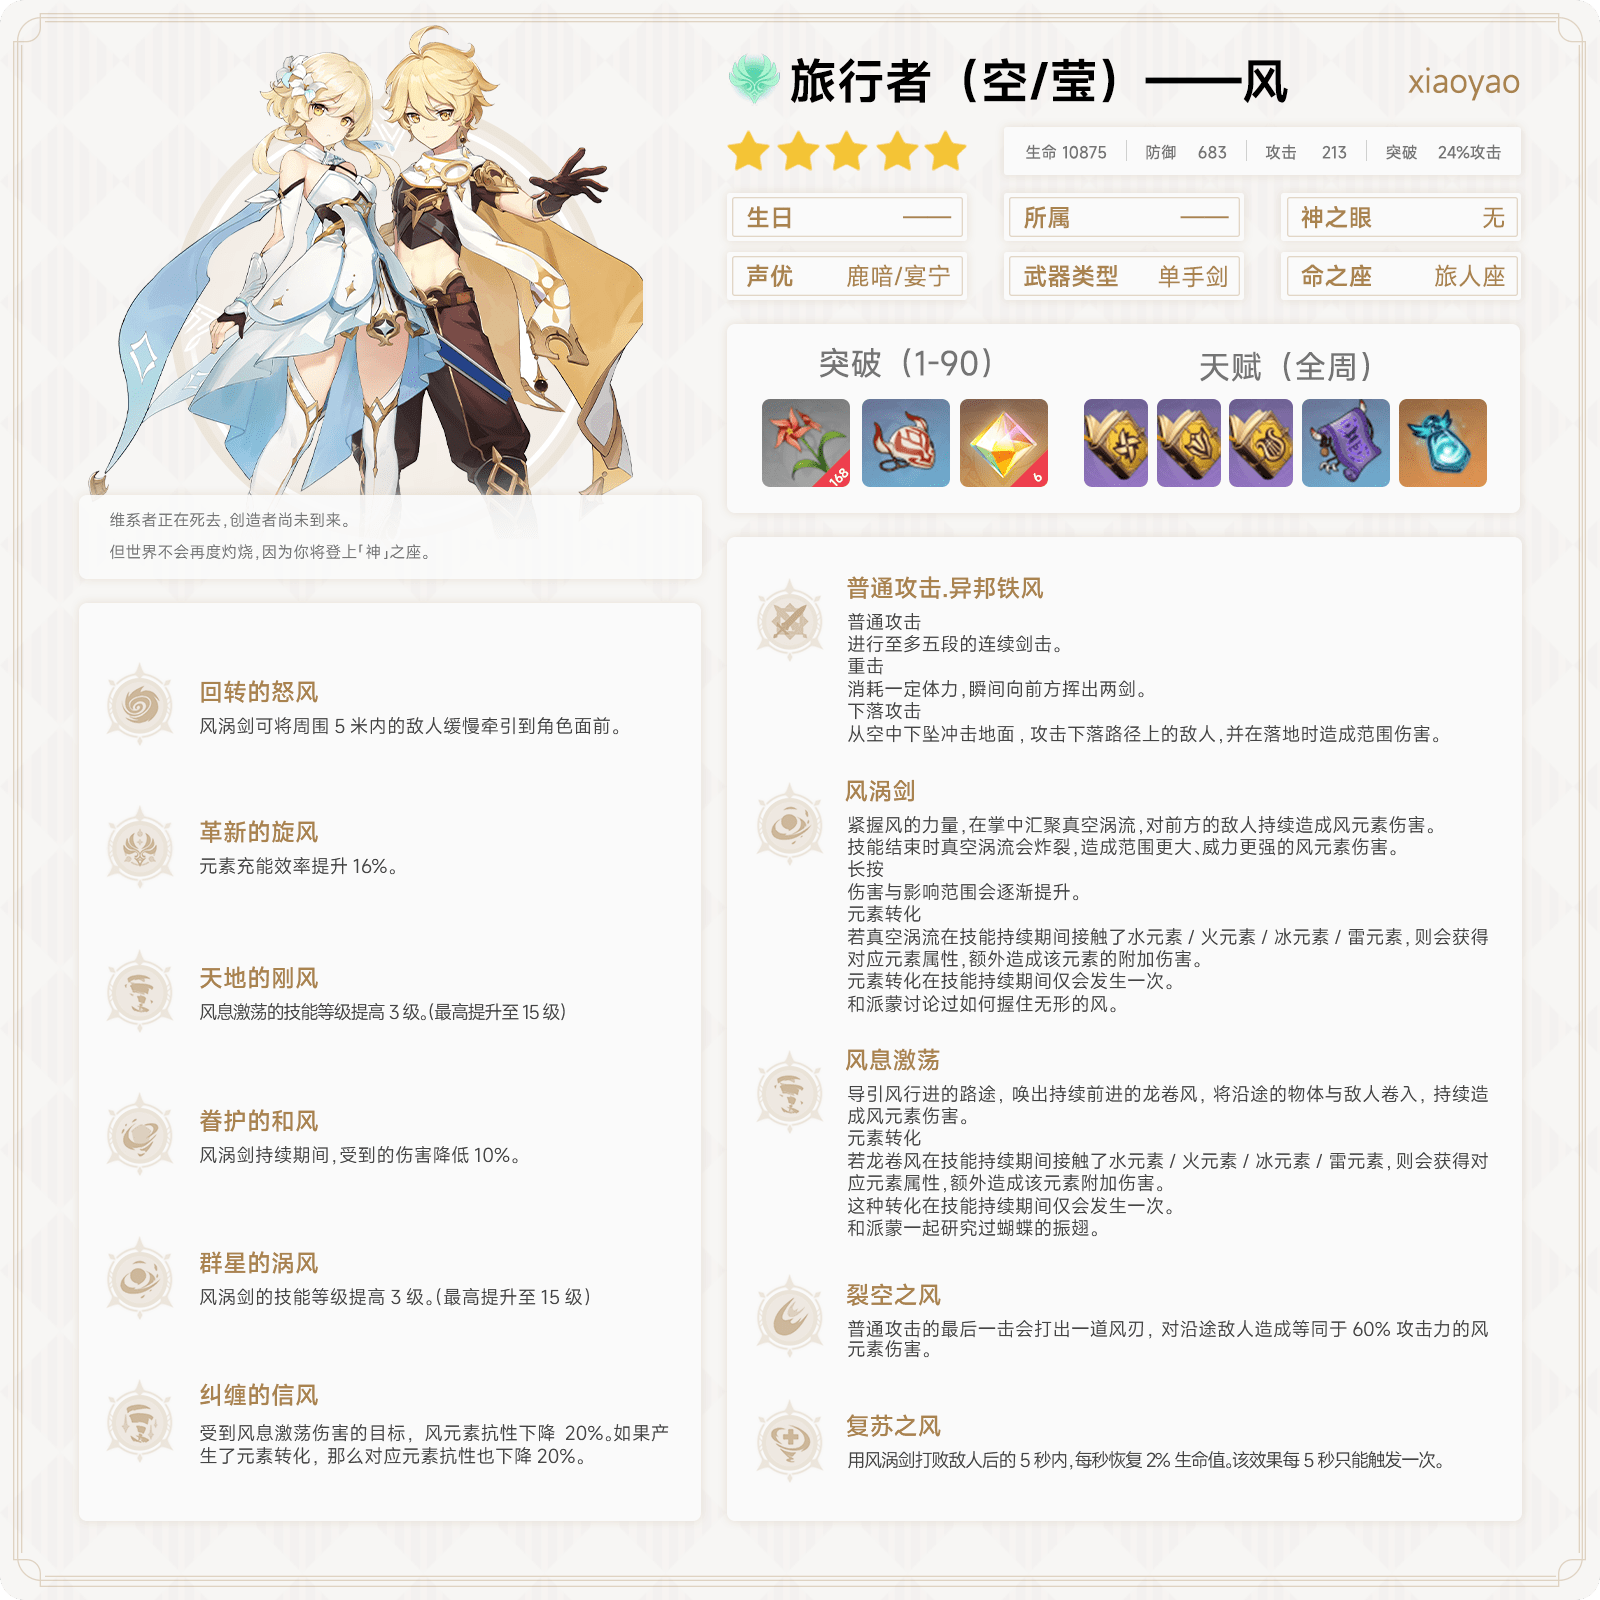 旅行者（空/莹）——风
xiaoyao
生命 10875 防御 683 攻击 213 突破 24%攻击
生日 ——
所属 ——
神之眼 无
声优 鹿喑/宴宁
武器类型 单手剑
命之座 旅人座
突破（1-90）
天赋（全周）
168
6
维系者正在死去,创造者尚未到来。
但世界不会再度灼烧,因为你将登上「神」之座。
回转的怒风
风涡剑可将周围 5 米内的敌人缓慢牵引到角色面前。
革新的旋风
元素充能效率提升 16%。
天地的刚风
风息激荡的技能等级提高 3 级。(最高提升至 15 级)
眷护的和风
风涡剑持续期间,受到的伤害降低 10%。
群星的涡风
风涡剑的技能等级提高 3 级。(最高提升至 15 级)
纠缠的信风
受到风息激荡伤害的目标, 风元素抗性下降 20%。如果产
生了元素转化, 那么对应元素抗性也下降 20%。
普通攻击.异邦铁风
普通攻击
进行至多五段的连续剑击。
重击
消耗一定体力,瞬间向前方挥出两剑。
下落攻击
从空中下坠冲击地面, 攻击下落路径上的敌人,并在落地时造成范围伤害。
风涡剑
紧握风的力量,在掌中汇聚真空涡流,对前方的敌人持续造成风元素伤害。
技能结束时真空涡流会炸裂,造成范围更大、威力更强的风元素伤害。
长按
伤害与影响范围会逐渐提升。
元素转化
若真空涡流在技能持续期间接触了水元素 / 火元素 / 冰元素 / 雷元素, 则会获得
对应元素属性,额外造成该元素的附加伤害。
元素转化在技能持续期间仅会发生一次。
和派蒙讨论过如何握住无形的风。
风息激荡
导引风行进的路途, 唤出持续前进的龙卷风, 将沿途的物体与敌人卷入, 持续造
成风元素伤害。
元素转化
若龙卷风在技能持续期间接触了水元素 / 火元素 / 冰元素 / 雷元素, 则会获得对
应元素属性,额外造成该元素附加伤害。
这种转化在技能持续期间仅会发生一次。
和派蒙一起研究过蝴蝶的振翅。
裂空之风
普通攻击的最后一击会打出一道风刃, 对沿途敌人造成等同于 60% 攻击力的风
元素伤害。
复苏之风
用风涡剑打败敌人后的 5 秒内,每秒恢复 2% 生命值。该效果每 5 秒只能触发一次。